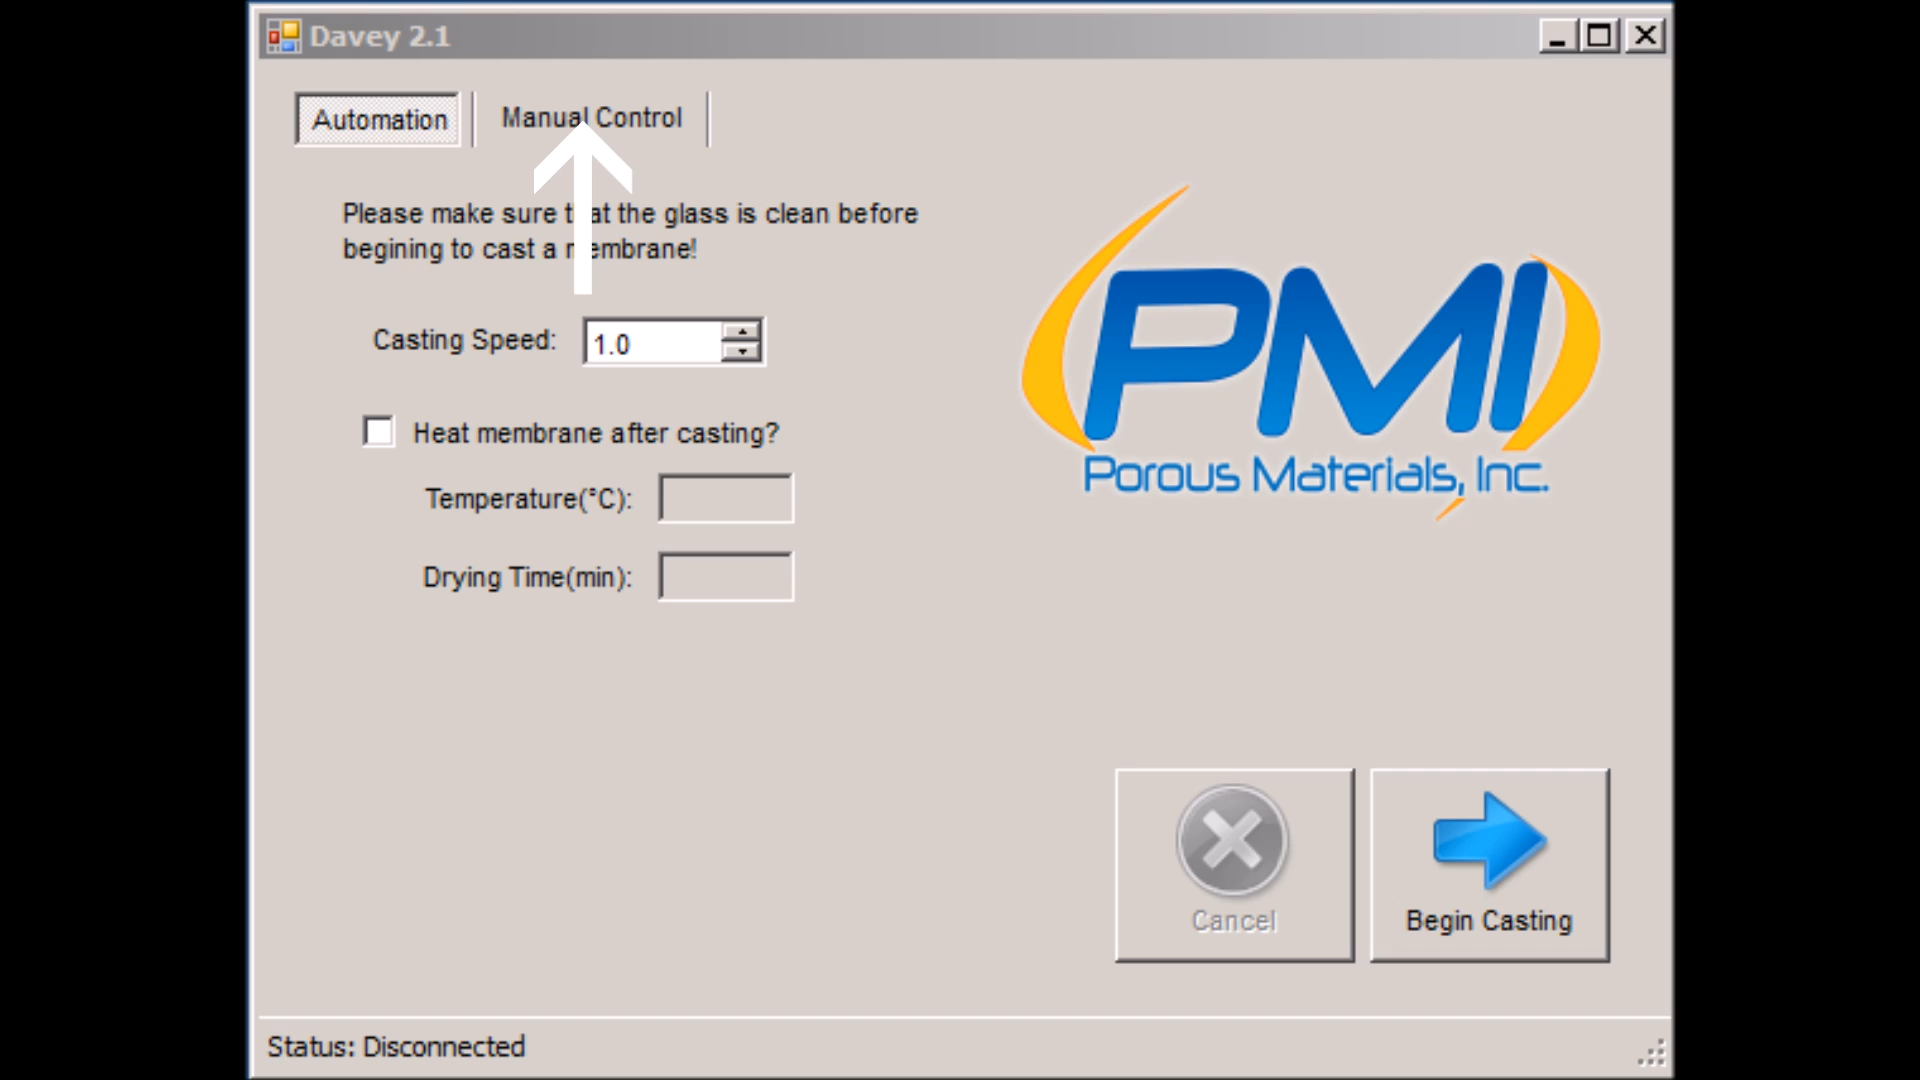 Davey 2.1
Automation
Manual Control
Please make sure that the glass is clean before
begining to cast a membrane!
Casting Speed: 1.0
Heat membrane after casting?
Temperature(°C):
Drying Time(min):
PMI
Porous Materials, Inc.
Cancel
Begin Casting
Status: Disconnected